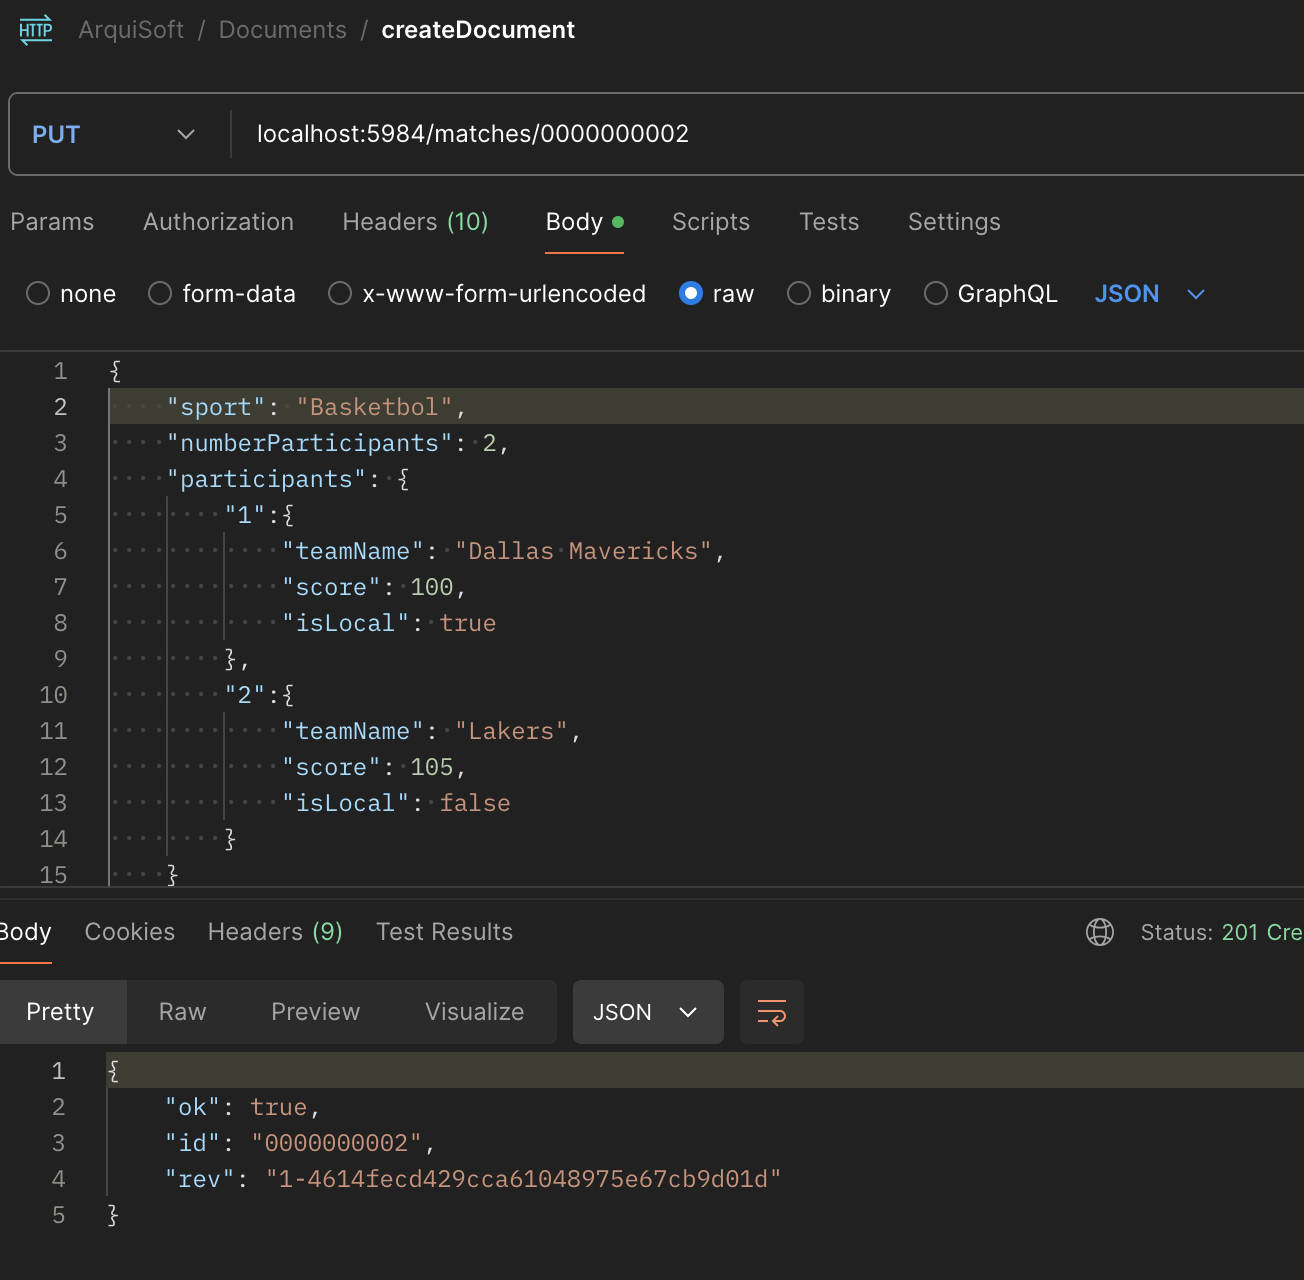 HTTP ArquiSoft / Documents / createDocument
PUT localhost:5984/matches/0000000002
Params Authorization Headers (10) Body Scripts Tests Settings
none form-data x-www-form-urlencoded raw binary GraphQL JSON
1 {
2 "sport": "Basketbol",
3 "numberParticipants": 2,
4 "participants": {
5 "1":{
6 "teamName": "Dallas Mavericks",
7 "score": 100,
8 "isLocal": true
9 },
10 "2":{
11 "teamName": "Lakers",
12 "score": 105,
13 "isLocal": false
14 }
15 }
Body Cookies Headers (9) Test Results Status: 201 Cre
Pretty Raw Preview Visualize JSON
1 {
2 "ok": true,
3 "id": "0000000002",
4 "rev": "1-4614fecd429cca61048975e67cb9d01d"
5 }